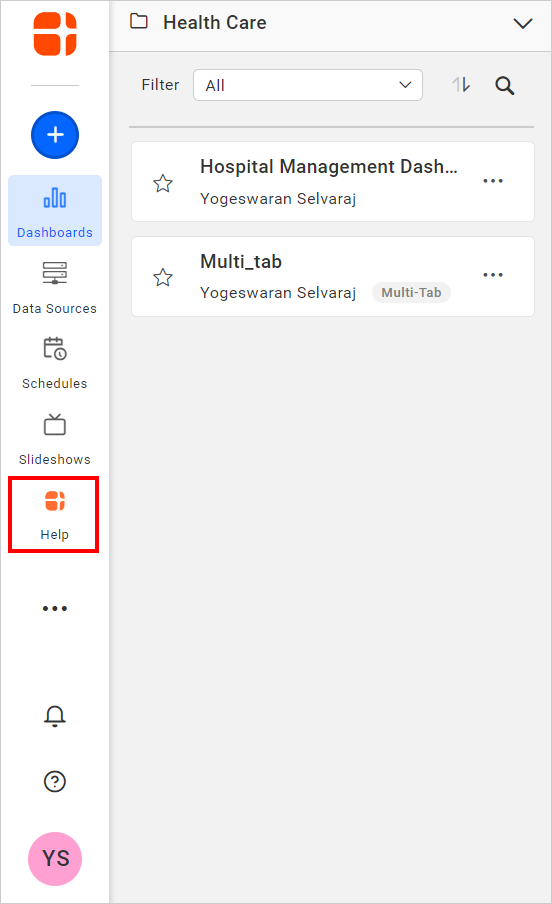 Health Care
Filter
All
Dashboards
Data Sources
Schedules
Slideshows
Help
YS
Hospital Management Dash...
Yogeswaran Selvaraj
Multi_tab
Yogeswaran Selvaraj Multi-Tab